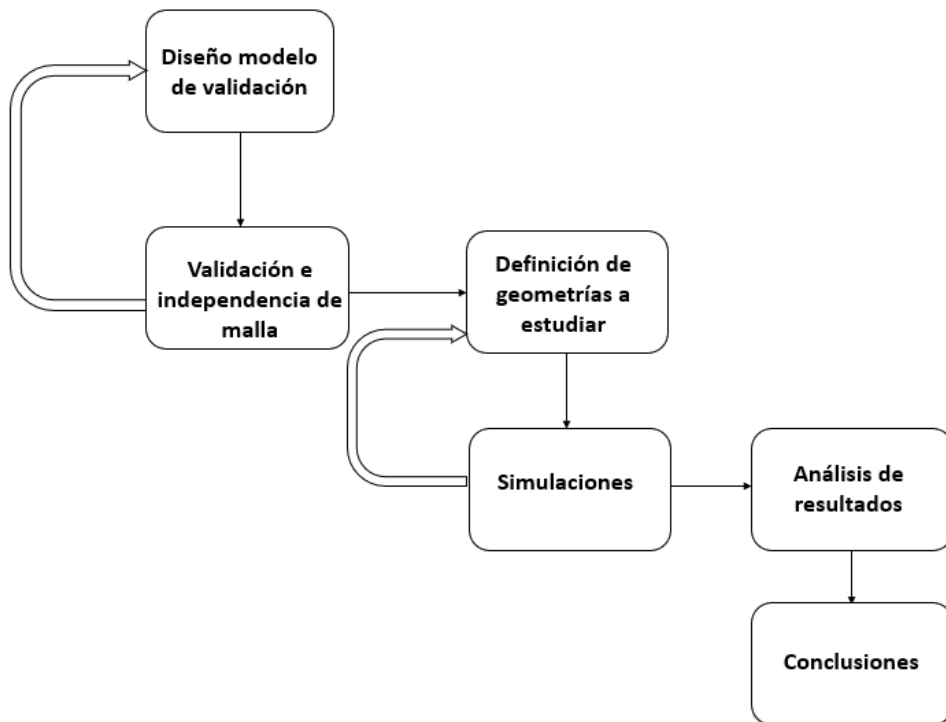 Diseño modelo
de validación
Validación e
independencia de
malla
Definición de
geometrías a
estudiar
Simulaciones
Análisis de
resultados
Conclusiones